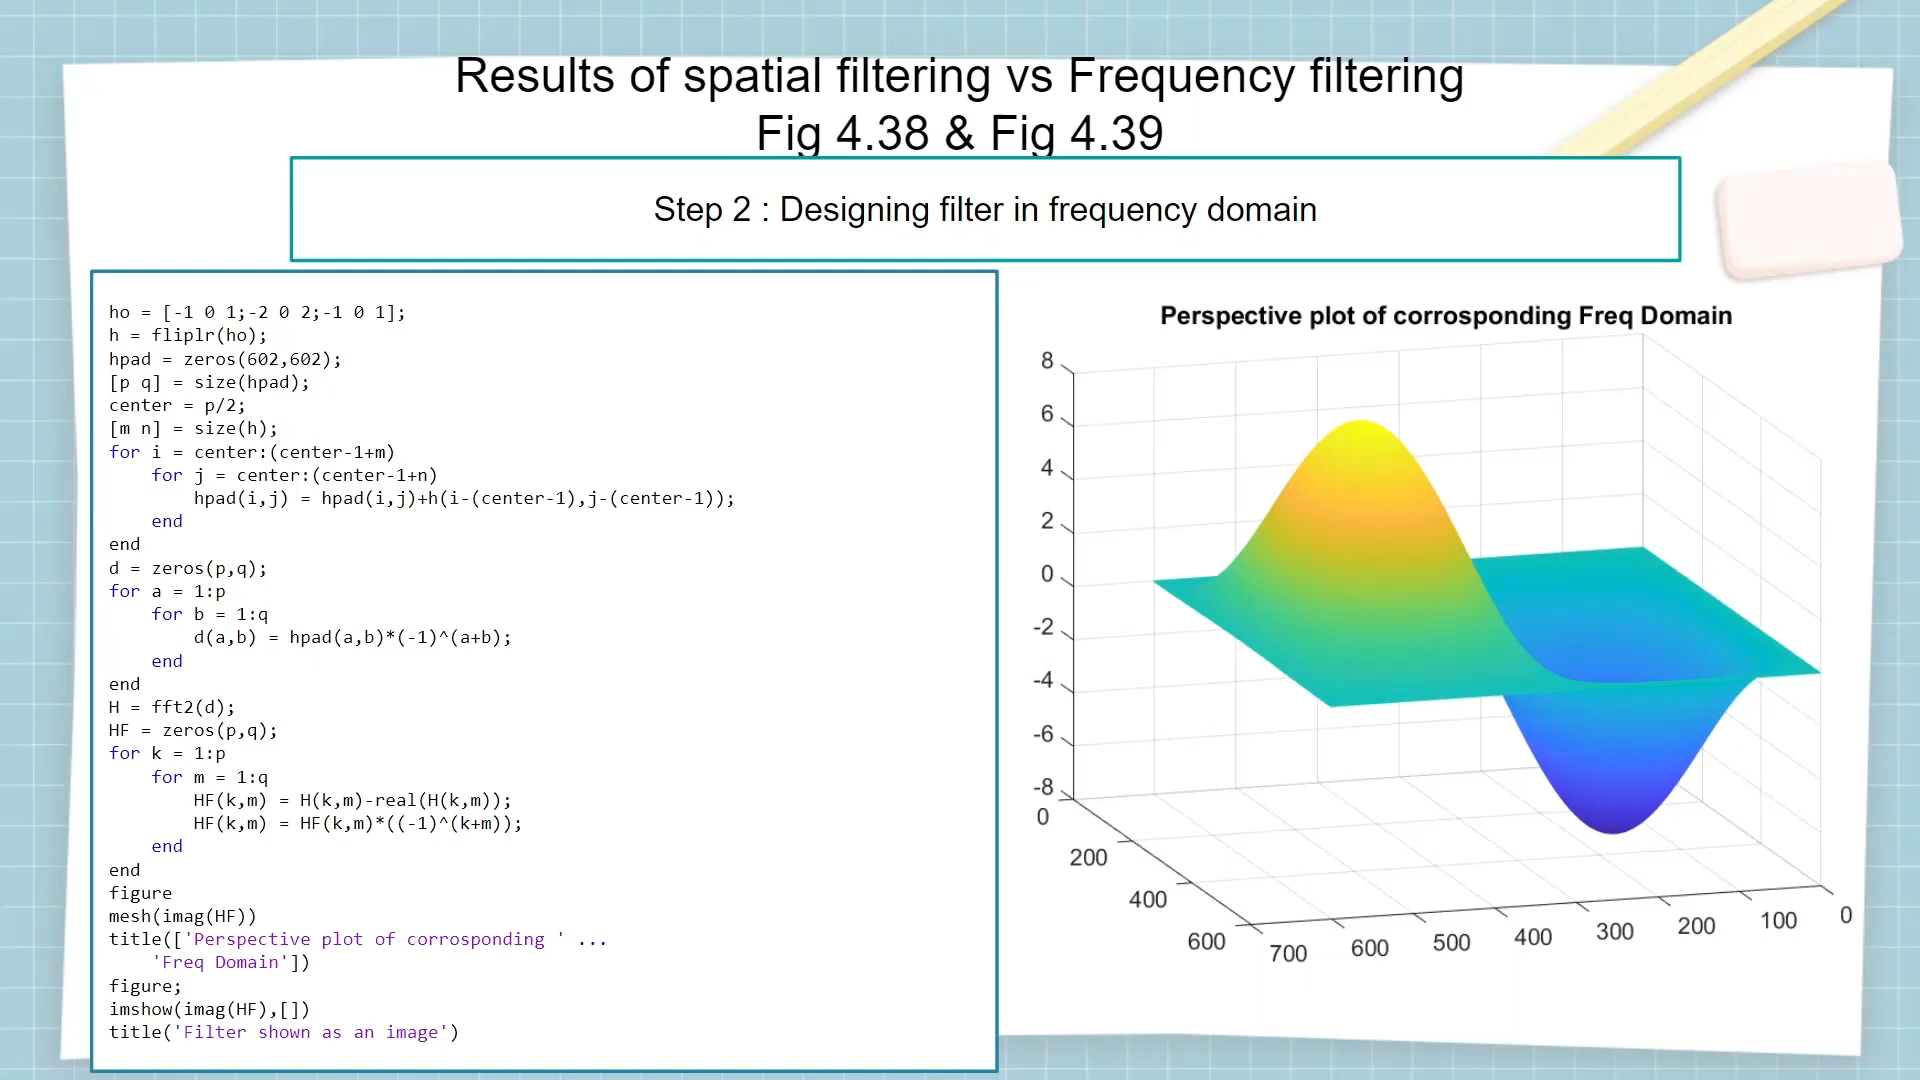 Results of spatial filtering vs Frequency filtering
Fig 4.38 & Fig 4.39
Step 2 : Designing filter in frequency domain
ho = [-1 0 1;-2 0 2;-1 0 1];
h = fliplr(ho);
hpad = zeros(602,602);
[p q] = size(hpad);
center = p/2;
[m n] = size(h);
for i = center:(center-1+m)
    for j = center:(center-1+n)
        hpad(i,j) = hpad(i,j)+h(i-(center-1),j-(center-1));
    end
end
d = zeros(p,q);
for a = 1:p
    for b = 1:q
        d(a,b) = hpad(a,b)*(-1)^(a+b);
    end
end
H = fft2(d);
HF = zeros(p,q);
for k = 1:p
    for m = 1:q
        HF(k,m) = H(k,m)-real(H(k,m));
        HF(k,m) = HF(k,m)*((-1)^(k+m));
    end
end
figure
mesh(imag(HF))
title(['Perspective plot of corrosponding ' ...
    'Freq Domain'])
figure;
imshow(imag(HF),[])
title('Filter shown as an image')
Perspective plot of corrosponding Freq Domain
8
6
4
2
0
-2
-4
-6
-8
0
200
400
600
700
600
500
400
300
200
100
0